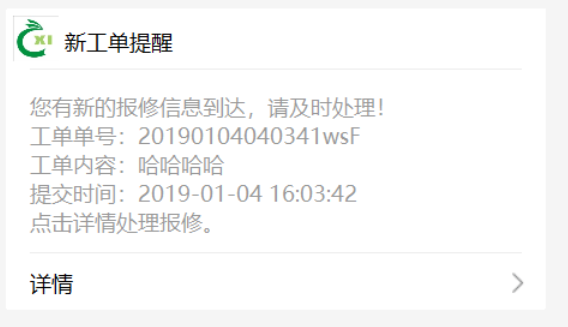 XI
新工单提醒
您有新的报修信息到达，请及时处理！
工单单号：20190104040341wsF
工单内容：哈哈哈哈
提交时间：2019-01-04 16:03:42
点击详情处理报修。
详情